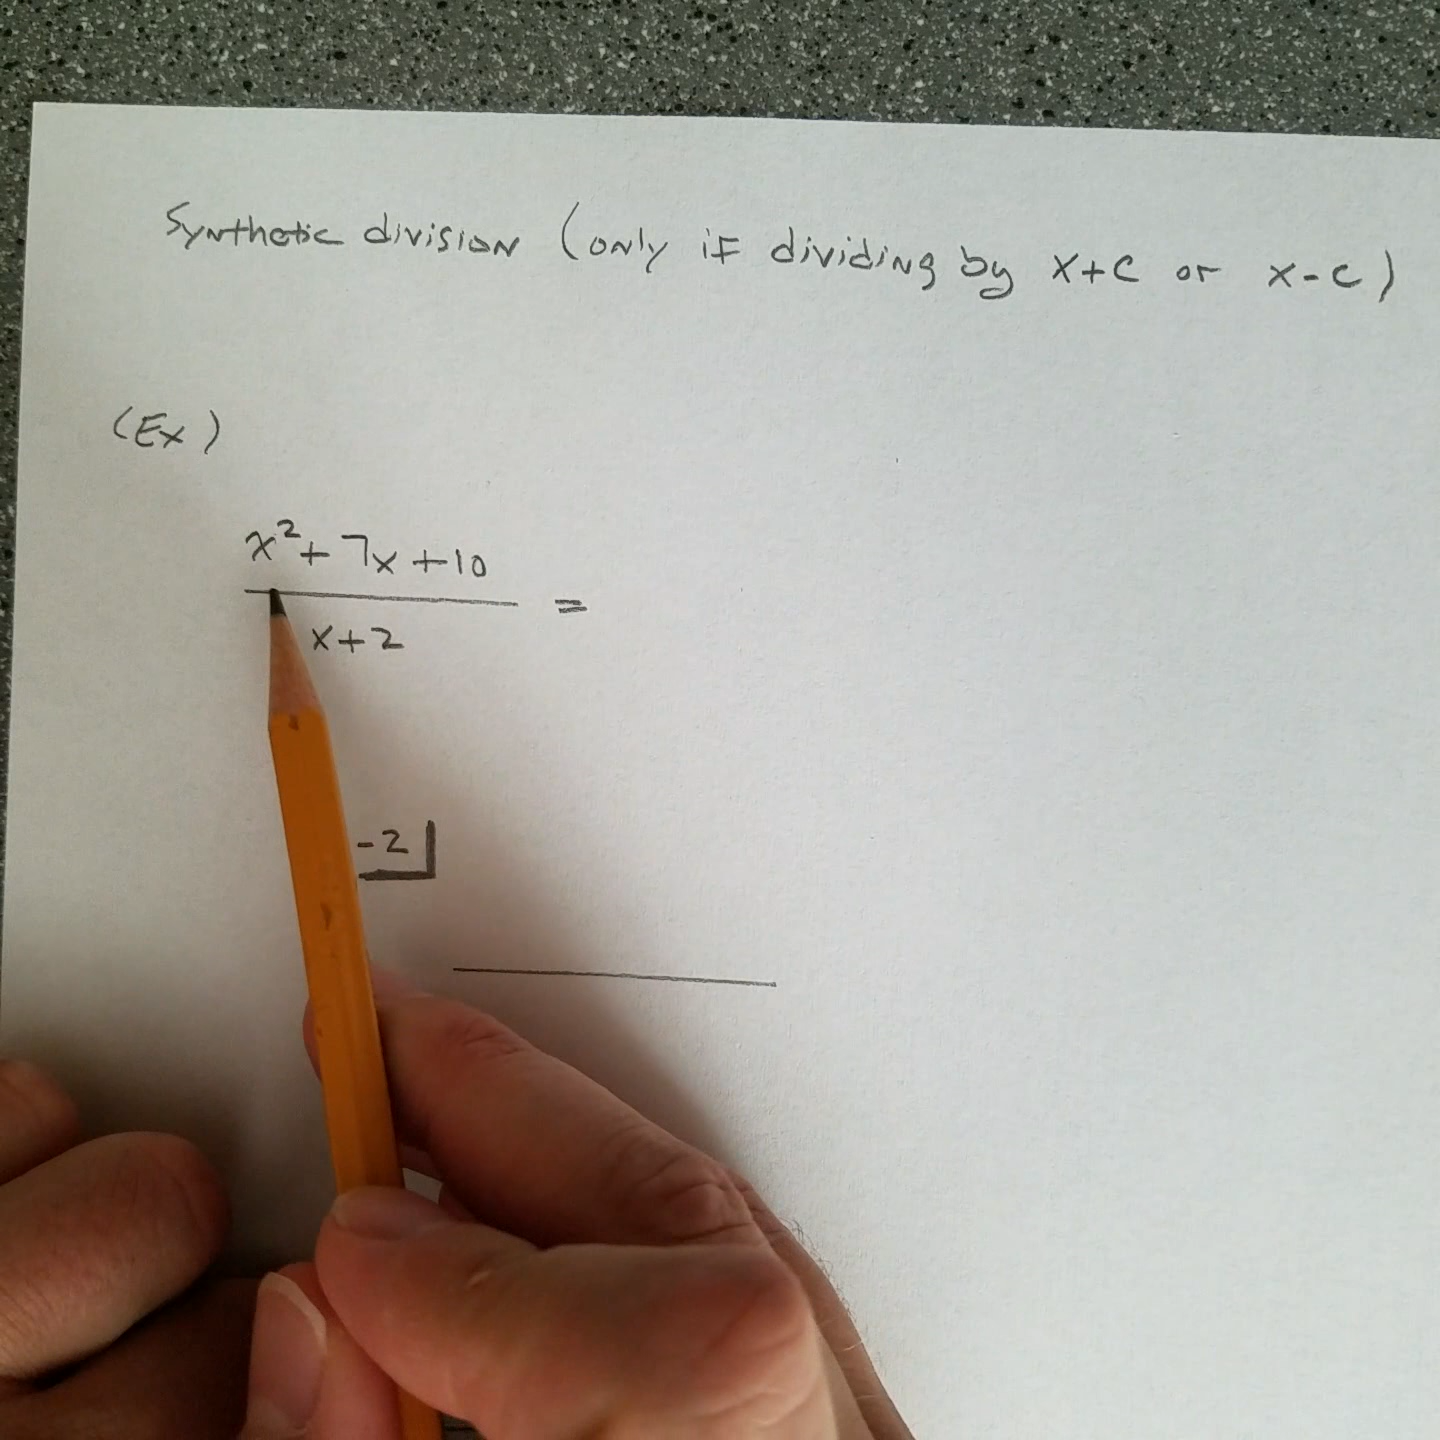 Synthetic division (only if dividing by x+c or x-c)
(Ex)
x²+7x+10
x+2
=
-2